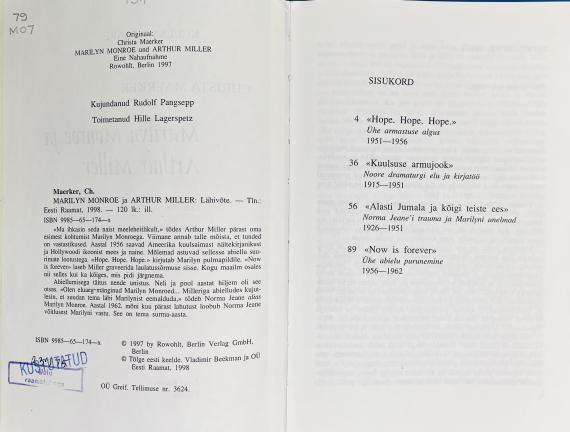 79
M07
Originaal:
Christa Maerker
MARILYN MONROE und ARTHUR MILLER
Eine Nahaufnahme
Rowohlt, Berlin 1997
Kujundanud Rudolf Pangsepp
Toimetanud Hille Lagerspetz
Maerker, Ch.
MARILYN MONROE ja ARTHUR MILLER: Lähivõte. — Tln.:
Eesti Raamat, 1998. — 120 lk.: ill.
ISBN 9985—65—174—x
«Ma ihkasin seda naist meeleheitlikult,» tõdes Arthur Miller pärast oma
esimest kohtumist Marilyn Monroega. Viimane annab talle mõista, et tunded
on vastastikused. Aastal 1956 saavad Ameerika kuulsaimast näitekirjanikust
ja Hollywoodi ikoonist mees ja naine. Mõlemad astuvad sellesse abiellu suu-
rimate lootustega. «Hope. Hope. Hope.» kirjutab Marilyn pulmapildile. «Now
is forever» laseb Miller graveerida laulatussõrmuse sisse. Kogu maailm osales
nii selles kui ka kõiges, mis pidi järgnema.
Abiellumisega täitus nende unistus. Neli ja pool aastat hiljem oli see
otsas. «Olen eluaeg mänginud Marilyn Monroed... Milleriga abielludes kujut-
lesin, et suudan tema läbi Marilynist eemalduda,» tõdeb Norma Jeane alias
Marilyn Monroe. Aastal 1962, mõni kuu pärast lahutust loobub Norma Jeane
võitlusest Marilyni vastu. See on tema surma-aasta.
ISBN 9985—65—174—x
© 1997 by Rowohlt, Berlin Verlag GmbH,
Berlin
© Tõlge eesti keelde. Vladimir Beekman ja OÜ
Eesti Raamat, 1998
KUSTUTATUD
OÜ Greif. Tellimuse nr. 3624.
SISUKORD
4 «Hope. Hope. Hope.»
Ühe armastuse algus
1951—1956
36 «Kuulsuse armujook»
Noore dramaturgi elu ja kirjatöö
1915—1951
56 «Alasti Jumala ja kõigi teiste ees»
Norma Jeane'i trauma ja Marilyni unelmad
1926—1951
89 «Now is forever»
Ühe abielu purunemine
1956—1962